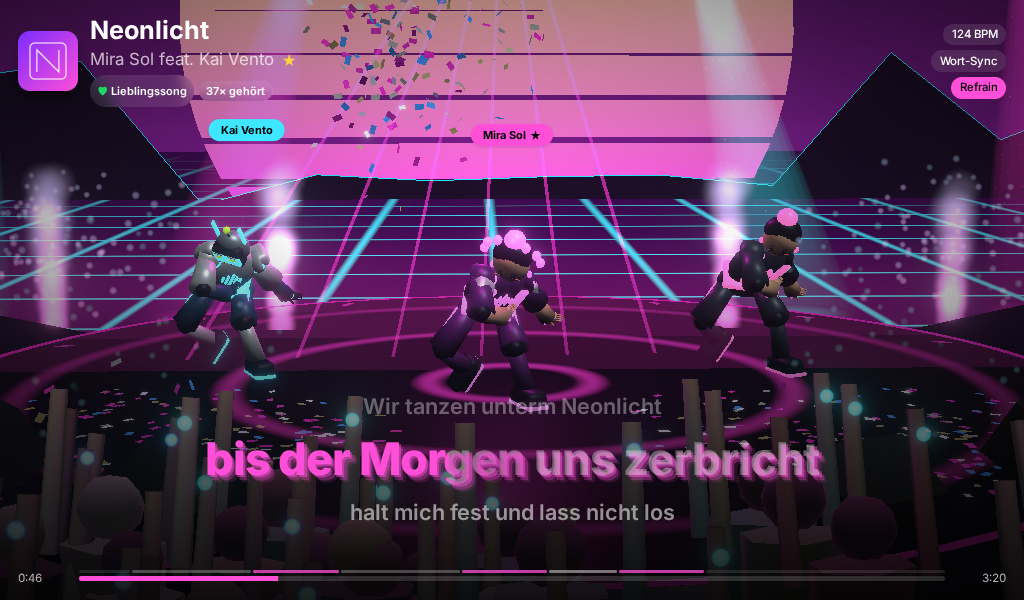 Neonlicht
N
Mira Sol feat. Kai Vento ★
♥ Lieblingssong
37× gehört
124 BPM
Wort-Sync
Refrain
Kai Vento
Mira Sol ★
Wir tanzen unterm Neonlicht
bis der Morgen uns zerbricht
halt mich fest und lass nicht los
0:46
3:20